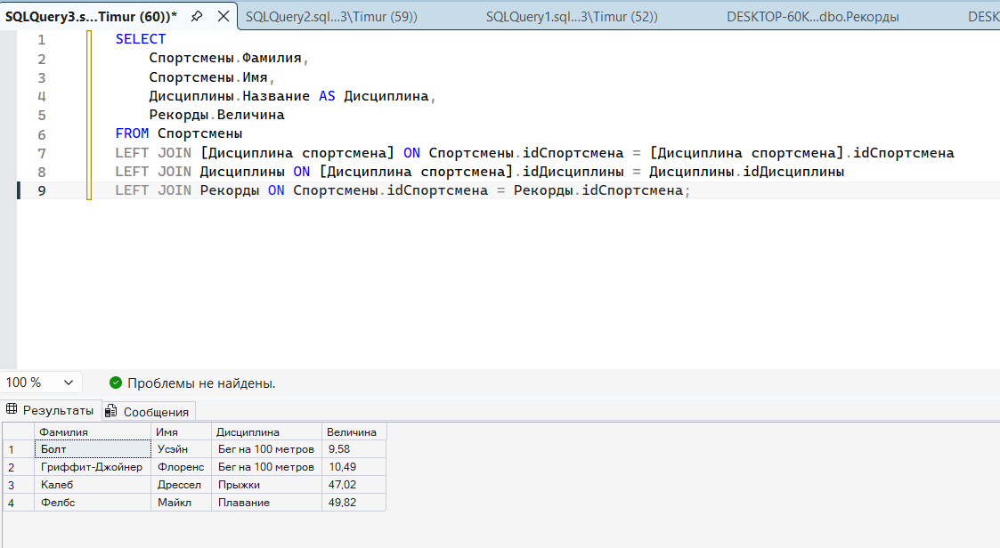 SQLQuery3.s...Timur (60))* SQLQuery2.sql...3\Timur (59)) SQLQuery1.sql...3\Timur (52)) DESKTOP-60K...dbo.Рекорды DESK
1 SELECT
2 Спортсмены.Фамилия,
3 Спортсмены.Имя,
4 Дисциплины.Название AS Дисциплина,
5 Рекорды.Величина
6 FROM Спортсмены
7 LEFT JOIN [Дисциплина спортсмена] ON Спортсмены.idСпортсмена = [Дисциплина спортсмена].idСпортсмена
8 LEFT JOIN Дисциплины ON [Дисциплина спортсмена].idДисциплины = Дисциплины.idДисциплины
9 LEFT JOIN Рекорды ON Спортсмены.idСпортсмена = Рекорды.idСпортсмена;
100 % Проблемы не найдены.
Результаты Сообщения
Фамилия Имя Дисциплина Величина
1 Болт Усэйн Бег на 100 метров 9,58
2 Гриффит-Джойнер Флоренс Бег на 100 метров 10,49
3 Калеб Дрессел Прыжки 47,02
4 Фелбс Майкл Плавание 49,82